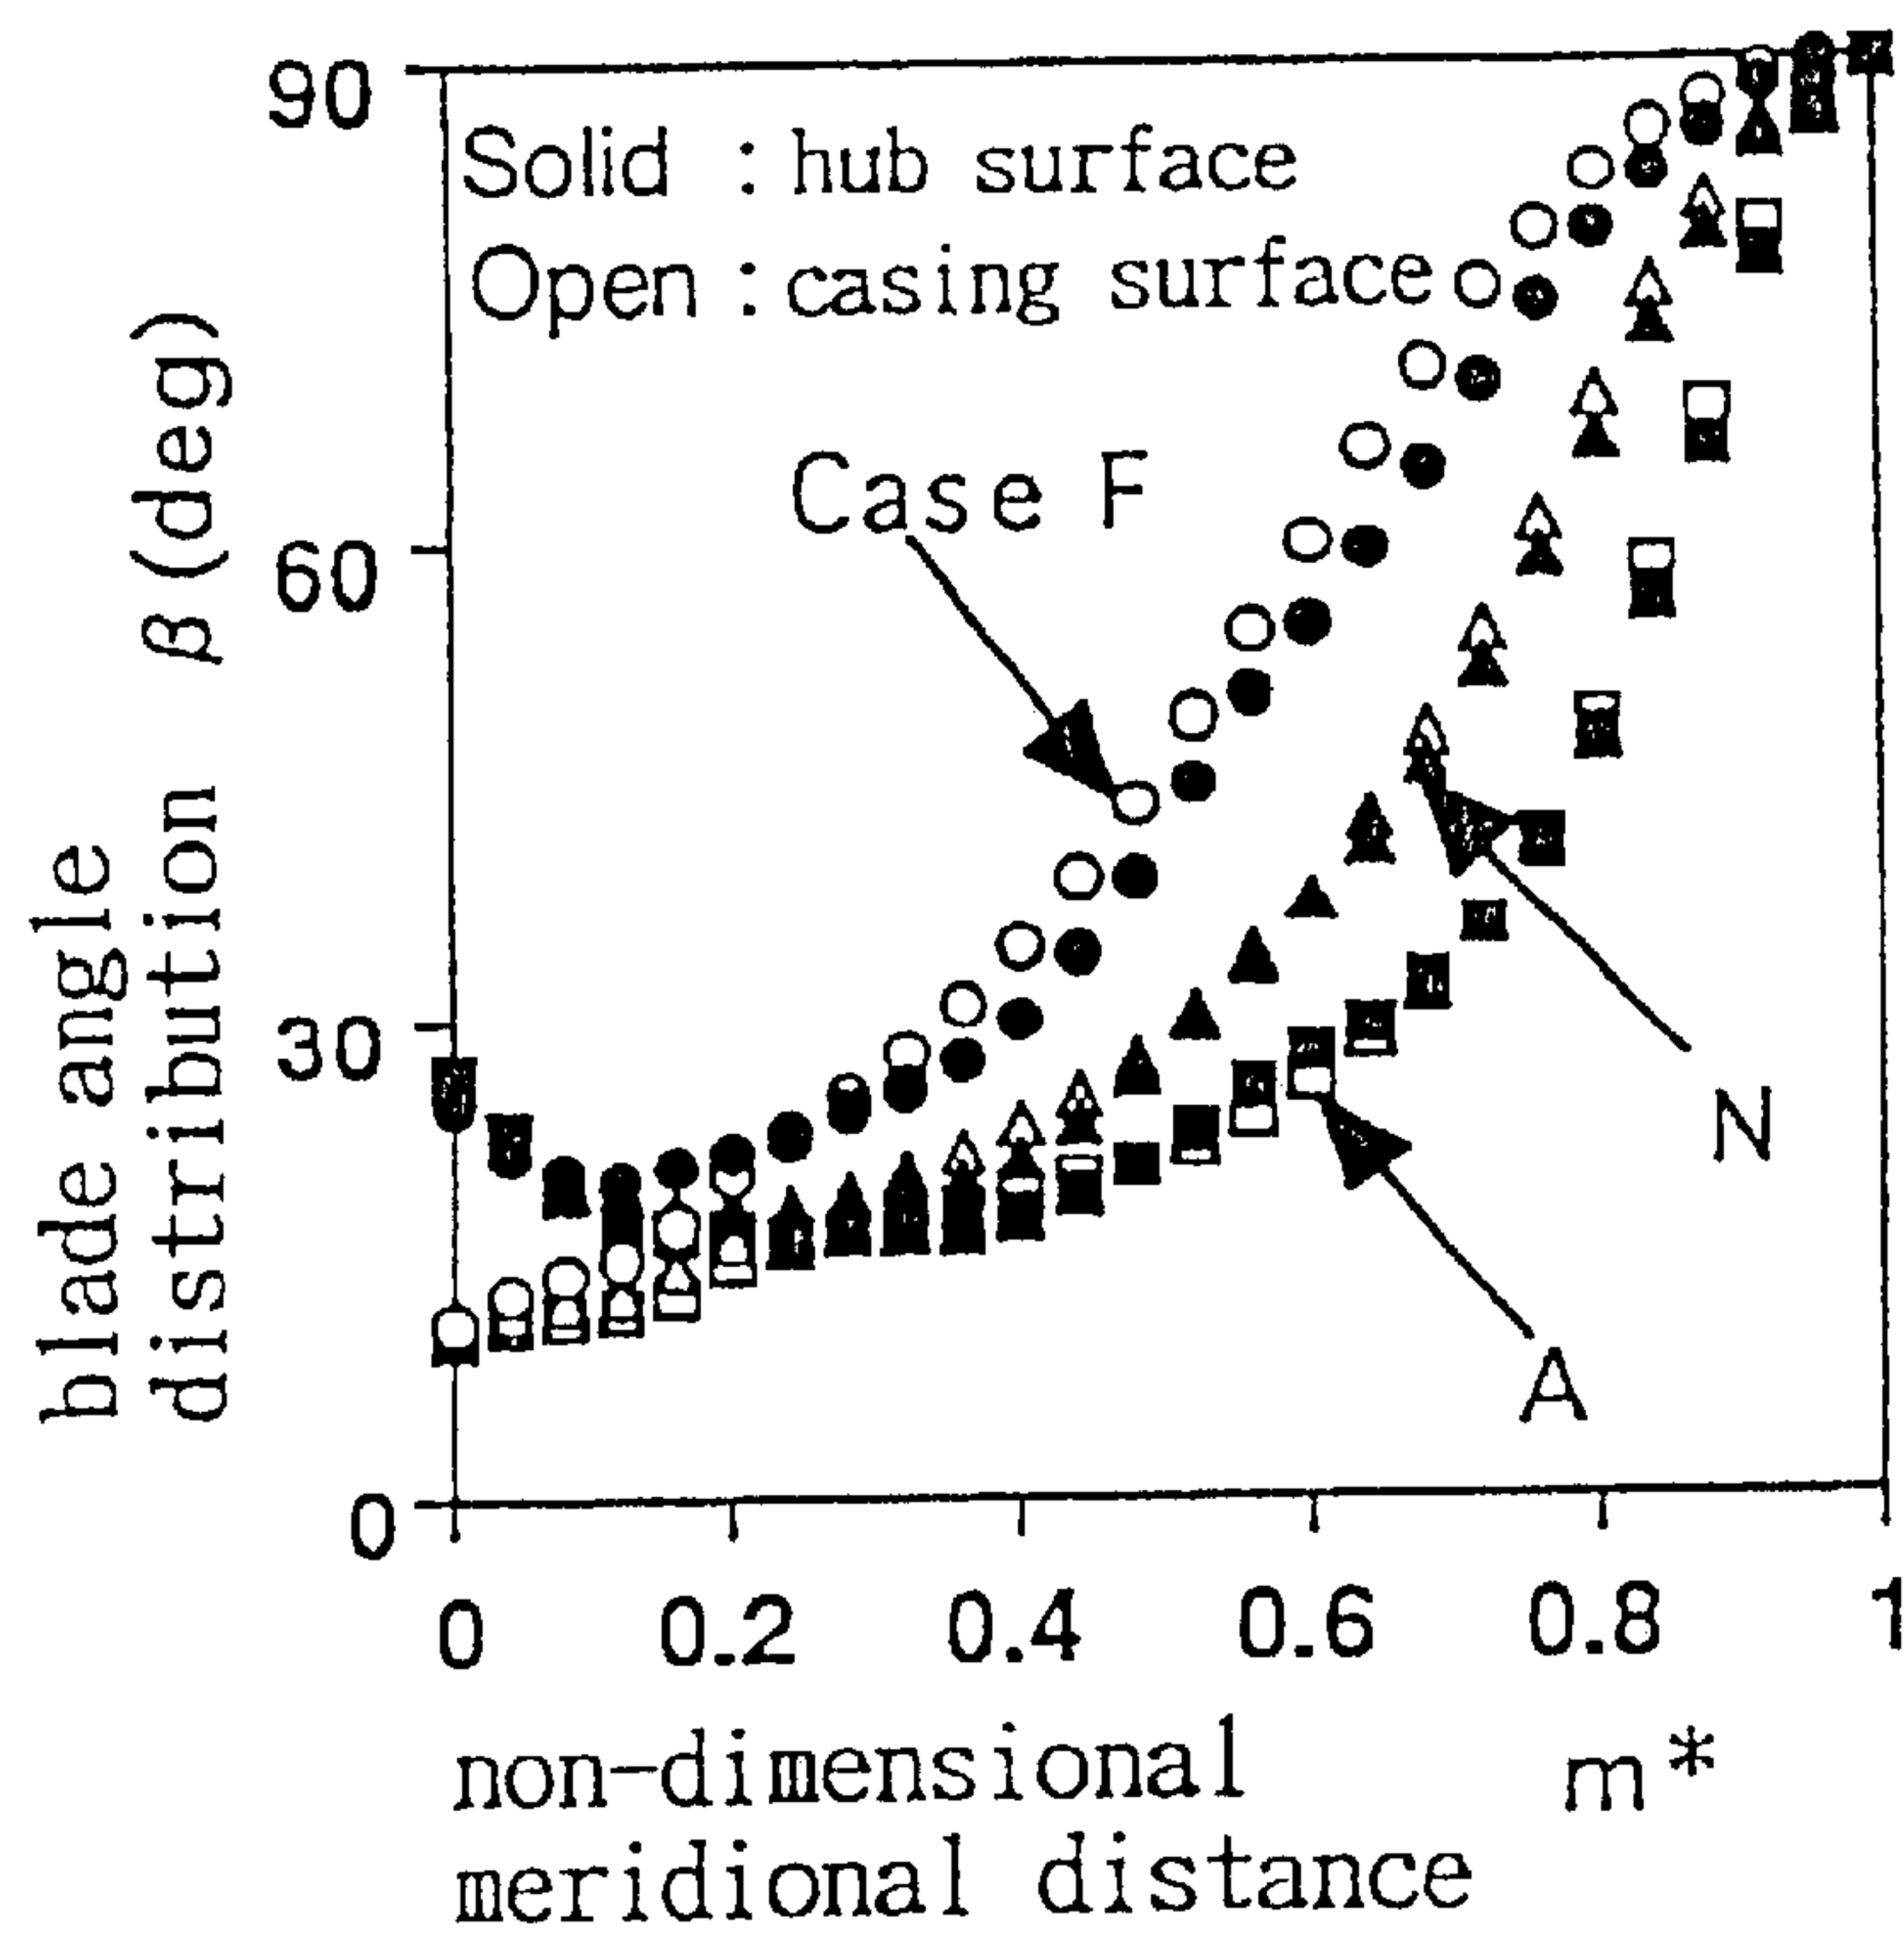 90
Solid : hub surface
Open : casing surface
Case F
60
30
N
A
0
0 0.2 0.4 0.6 0.8 1
blade angle
distribution β (deg)
non-dimensional m*
meridional distance